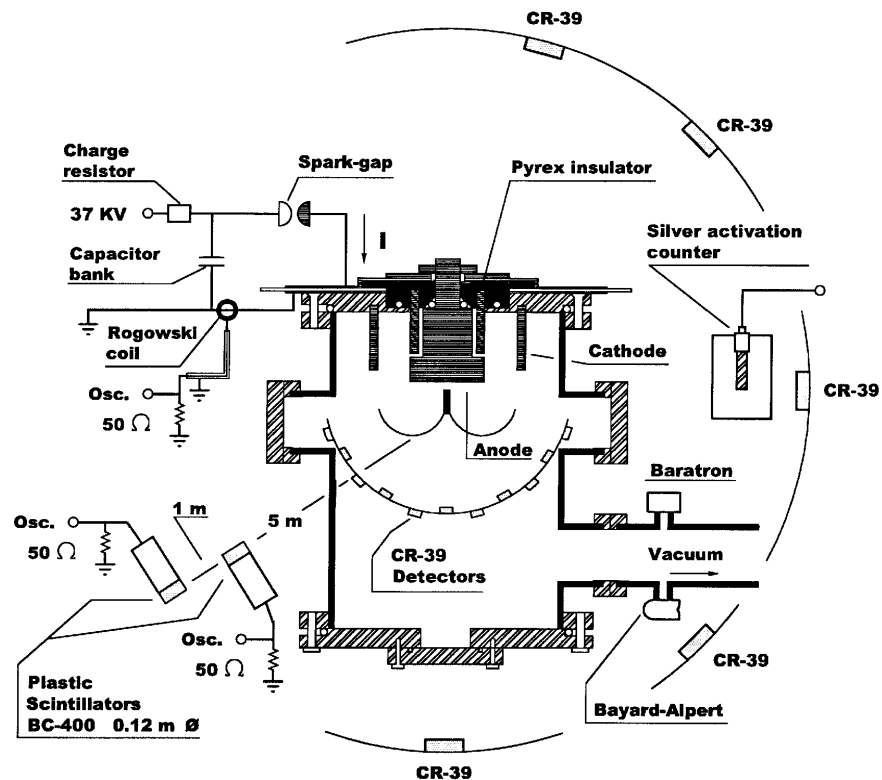 CR-39
CR-39
Charge
resistor
Spark-gap
Pyrex insulator
37 KV
I
Silver activation
counter
Capacitor
bank
Rogowski
coil
Cathode
CR-39
Osc.
50 Ω
Anode
Baratron
1 m
5 m
Osc.
50 Ω
CR-39
Detectors
Vacuum
Osc.
50 Ω
CR-39
Plastic
Scintillators
BC-400 0.12 m Ø
Bayard-Alpert
CR-39